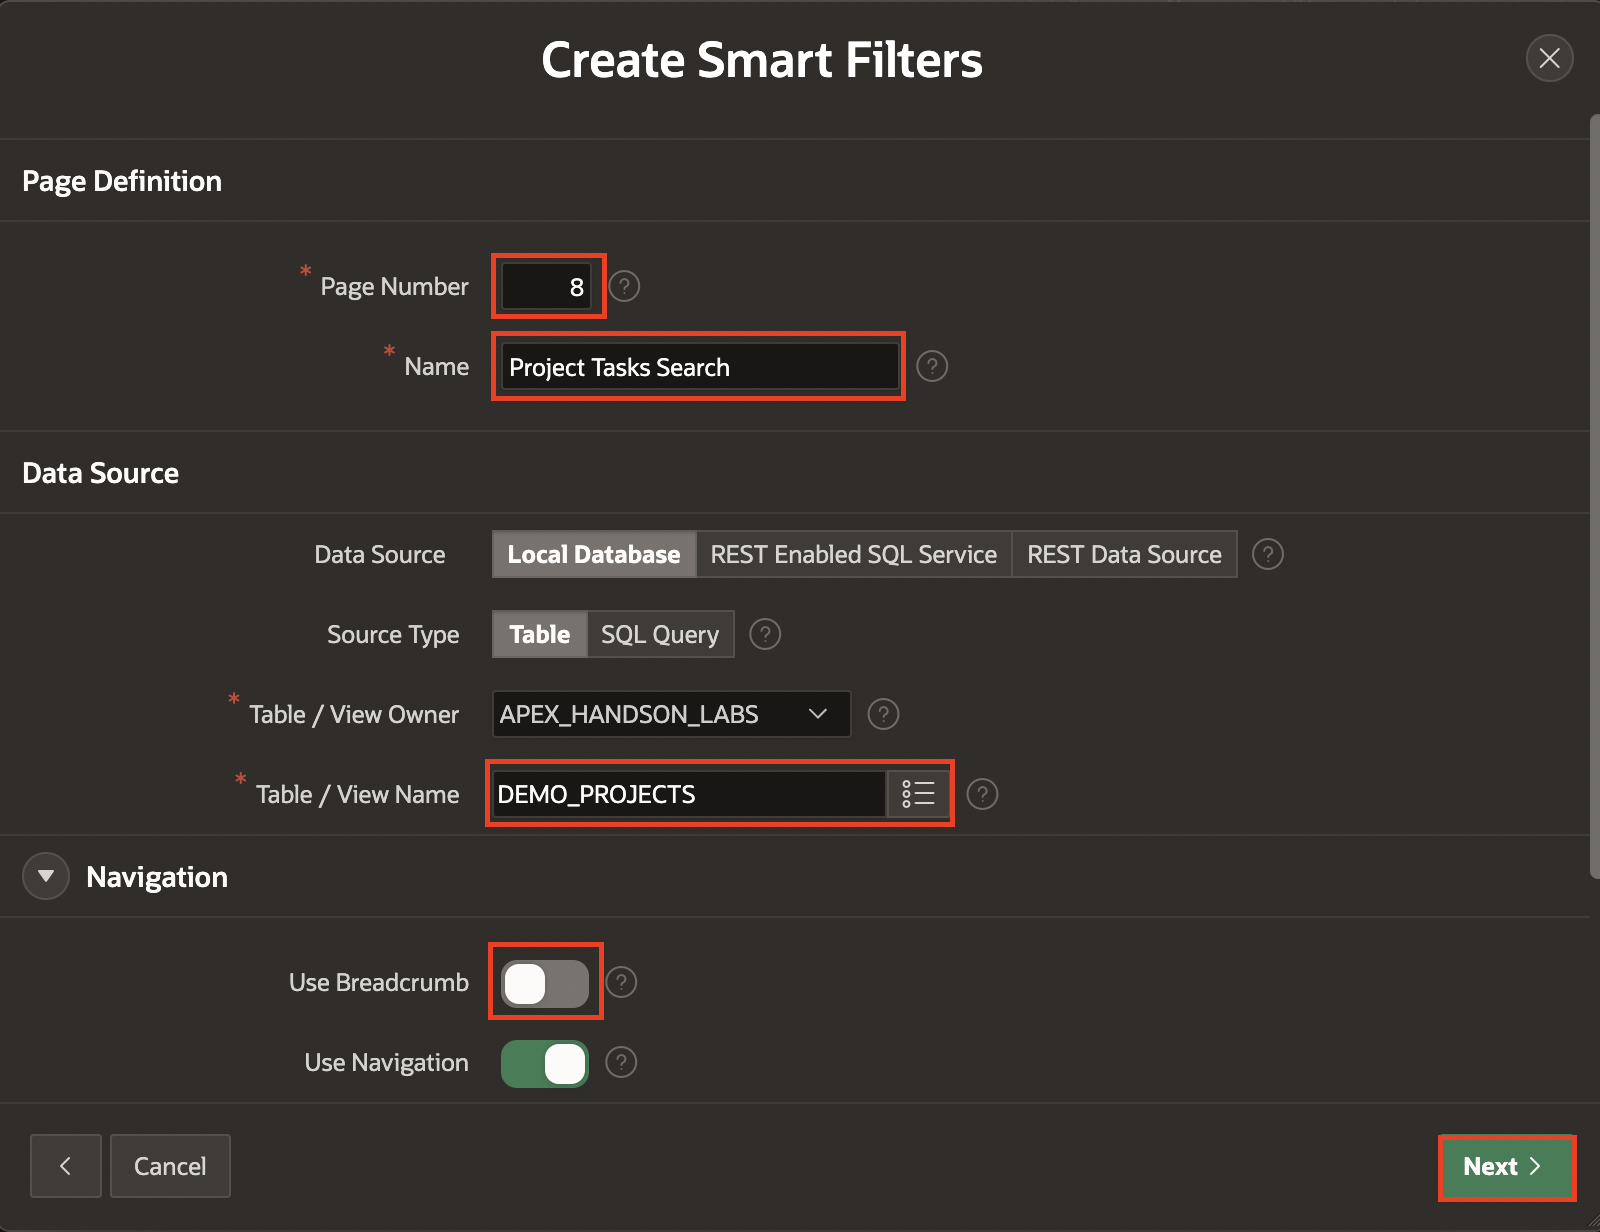 Create Smart Filters
Page Definition
* Page Number 8 ?
* Name Project Tasks Search ?
Data Source
Data Source Local Database REST Enabled SQL Service REST Data Source ?
Source Type Table SQL Query ?
* Table / View Owner APEX_HANDSON_LABS ?
* Table / View Name DEMO_PROJECTS ?
Navigation
Use Breadcrumb ?
Use Navigation ?
Cancel Next